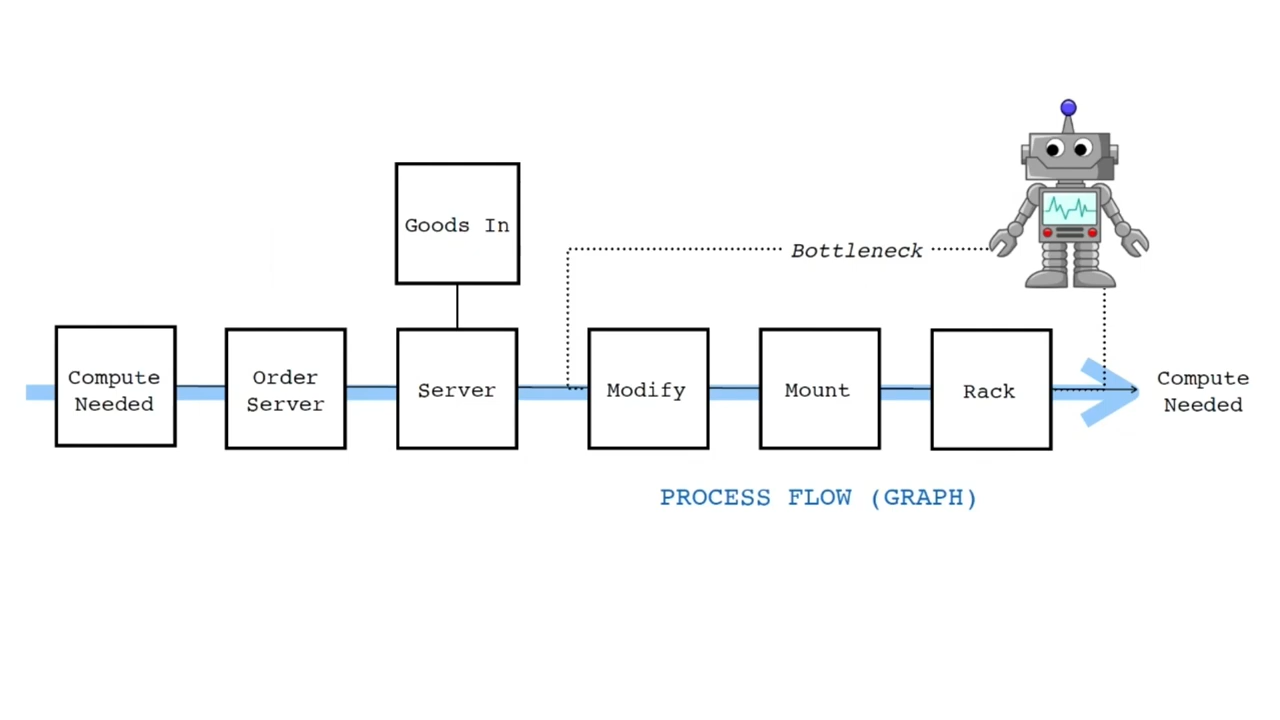 Goods In
Bottleneck
Compute
Needed
Order
Server
Server
Modify
Mount
Rack
Compute
Needed
PROCESS FLOW (GRAPH)